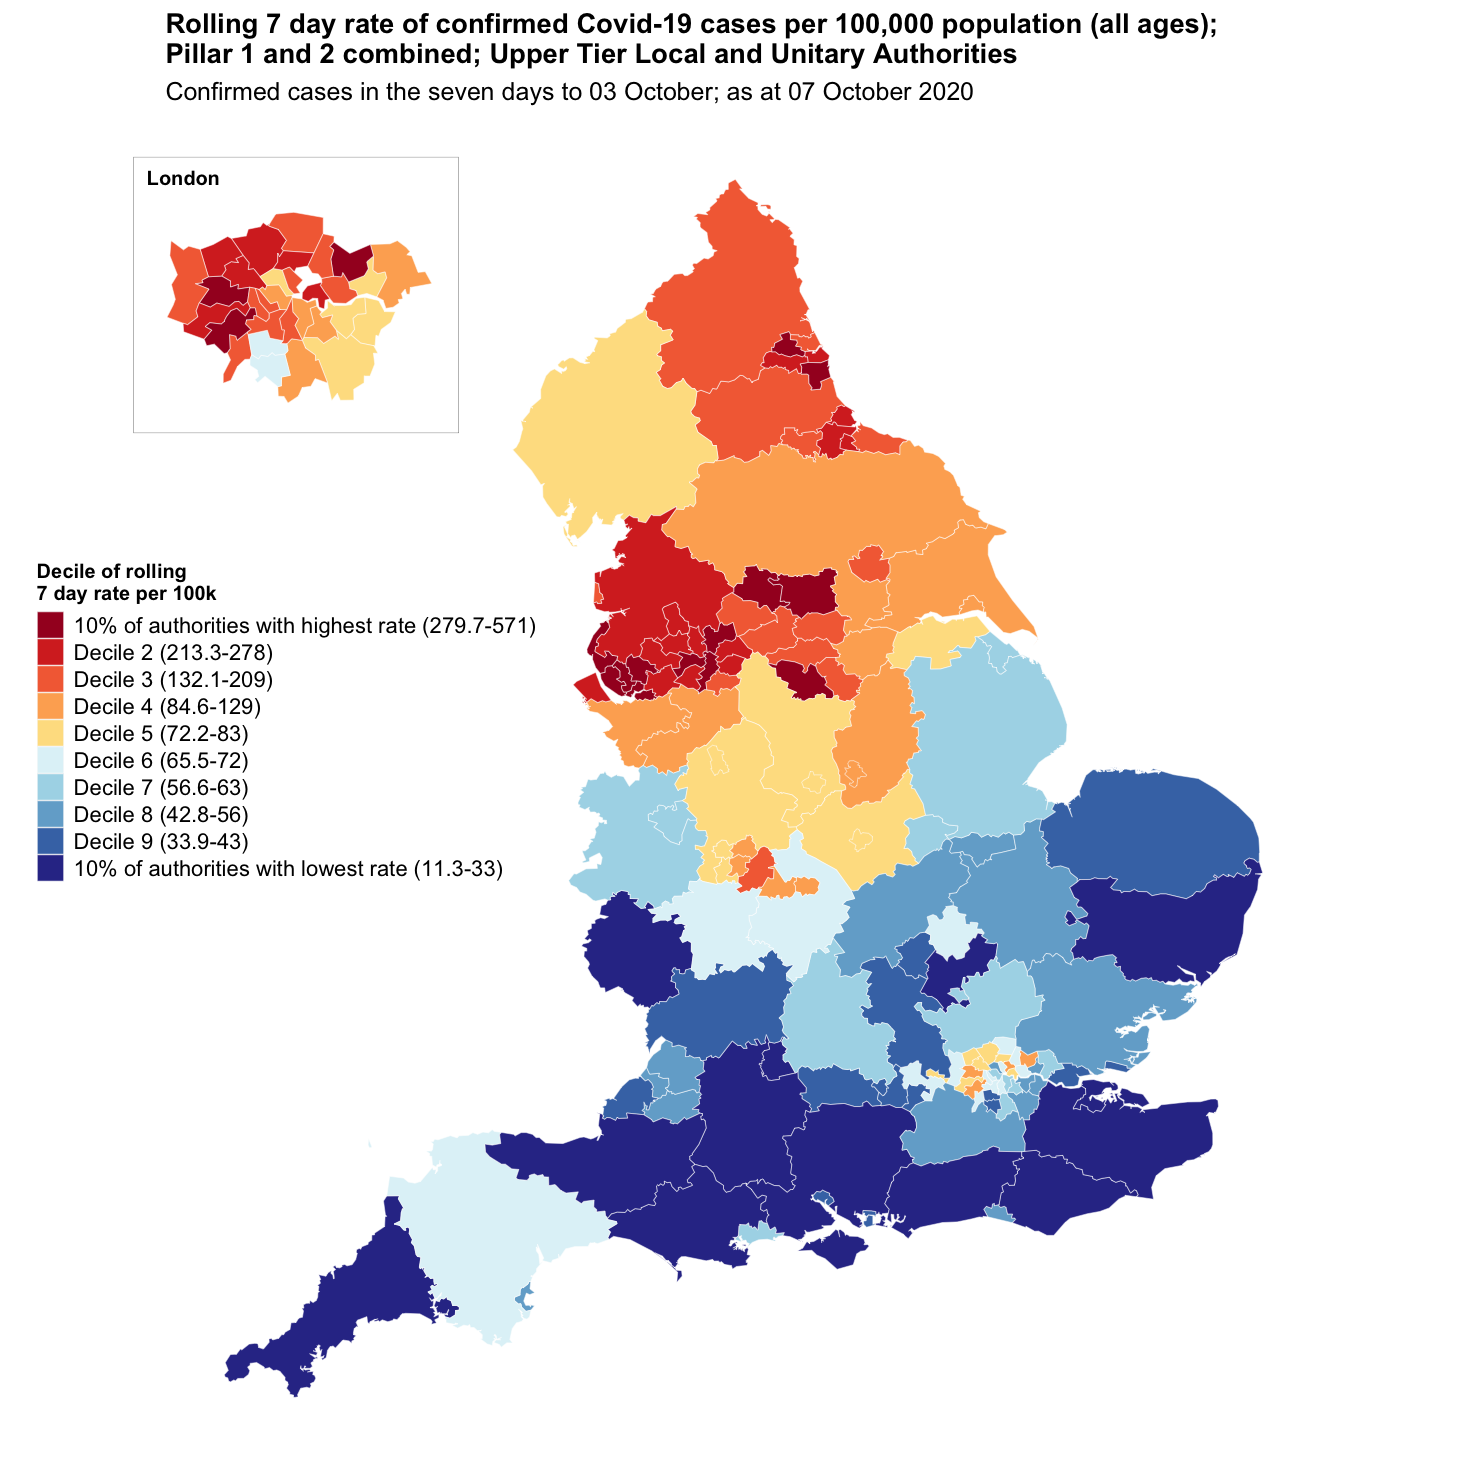 Rolling 7 day rate of confirmed Covid-19 cases per 100,000 population (all ages);
Pillar 1 and 2 combined; Upper Tier Local and Unitary Authorities
Confirmed cases in the seven days to 03 October; as at 07 October 2020
London
Decile of rolling
7 day rate per 100k
10% of authorities with highest rate (279.7-571)
Decile 2 (213.3-278)
Decile 3 (132.1-209)
Decile 4 (84.6-129)
Decile 5 (72.2-83)
Decile 6 (65.5-72)
Decile 7 (56.6-63)
Decile 8 (42.8-56)
Decile 9 (33.9-43)
10% of authorities with lowest rate (11.3-33)